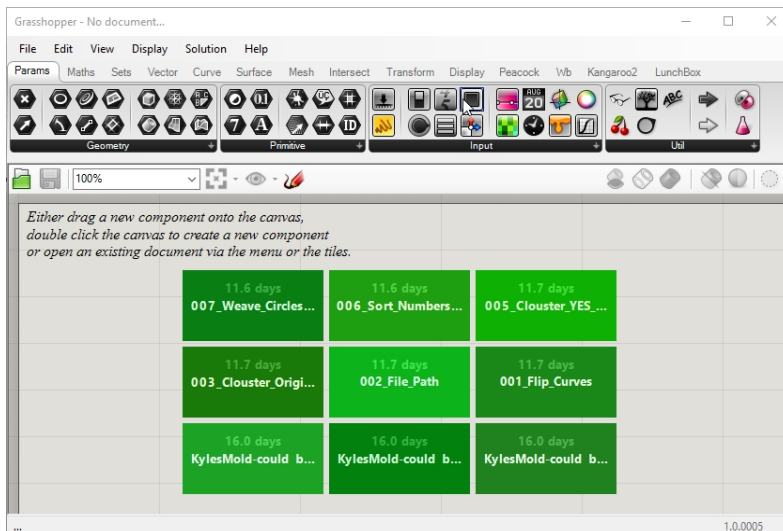 Grasshopper - No document...
File Edit View Display Solution Help
Params Maths Sets Vector Curve Surface Mesh Intersect Transform Display Peacock Wb Kangaroo2 LunchBox
Geometry Primitive Input Util
100%
Either drag a new component onto the canvas,
double click the canvas to create a new component
or open an existing document via the menu or the tiles.
11.6 days 11.6 days 11.7 days
007_Weave_Circles... 006_Sort_Numbers... 005_Clouster_YES_...
11.7 days 11.7 days 11.7 days
003_Clouster_Origi... 002_File_Path 001_Flip_Curves
16.0 days 16.0 days 16.0 days
KylesMold-could b... KylesMold-could b... KylesMold-could b...
... 1.0.0005